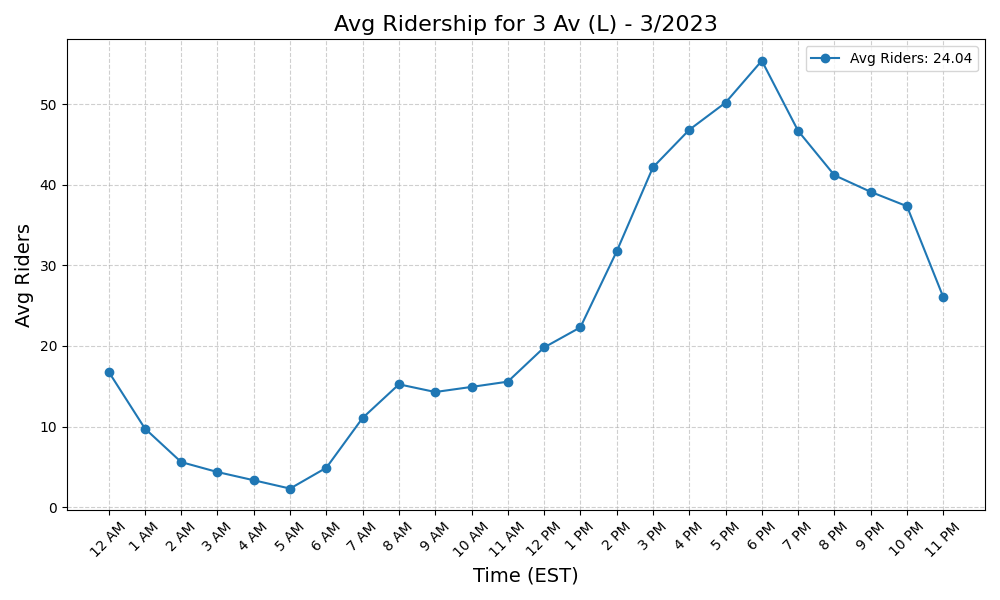 Avg Ridership for 3 Av (L) - 3/2023
Avg Riders: 24.04
Avg Riders
50
40
30
20
10
0
12 AM
1 AM
2 AM
3 AM
4 AM
5 AM
6 AM
7 AM
8 AM
9 AM
10 AM
11 AM
12 PM
1 PM
2 PM
3 PM
4 PM
5 PM
6 PM
7 PM
8 PM
9 PM
10 PM
11 PM
Time (EST)